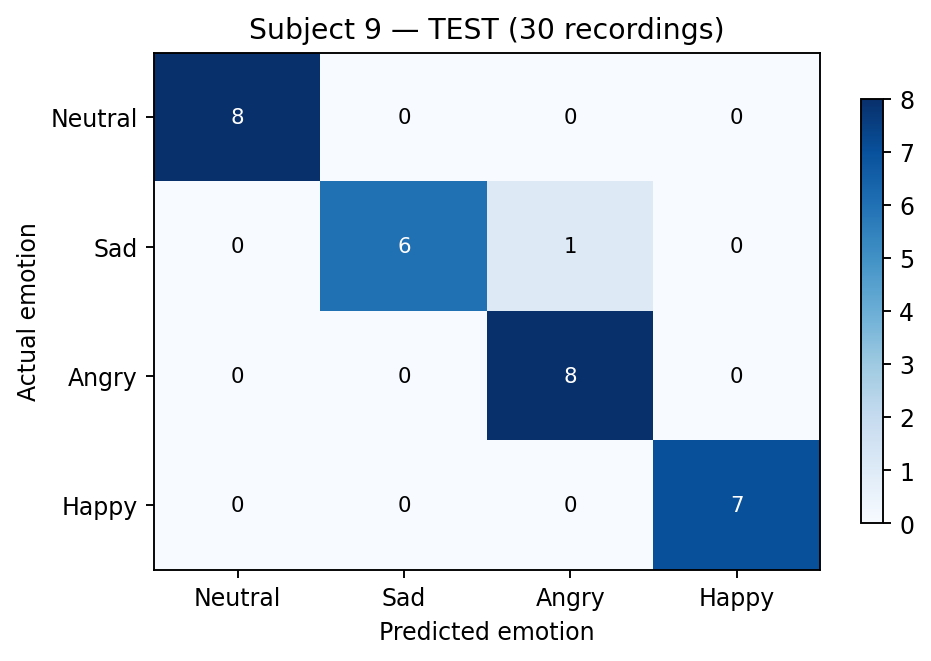 Subject 9 — TEST (30 recordings)
Neutral 8 0 0 0
Sad 0 6 1 0
Angry 0 0 8 0
Happy 0 0 0 7
Neutral Sad Angry Happy
Predicted emotion
Actual emotion
8
7
6
5
4
3
2
1
0